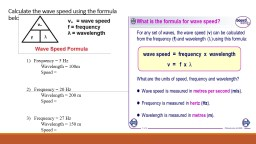 Calculate the wave speed using the formula
belo
vw = wave speed
f = frequency
λ = wavelength
vw
f λ
Wave Speed Formula
1) Frequency = 5 Hz
Wavelength = 100m
Speed =
2) Frequency = 20 Hz
Wavelength = 200 m
Speed =
3) Frequency = 27 Hz
Wavelength = 150 m
Speed =
What is the formula for wave speed?
For any set of waves, the wave speed (v) can be calculated
from the frequency (f) and wavelength (λ) using this formula:
wave speed = frequency x wavelength
v = f x λ
What are the units of speed, frequency and wavelength?
Wave speed is measured in metres per second (m/s).
Frequency is measured in hertz (Hz).
Wavelength is measured in metres (m).